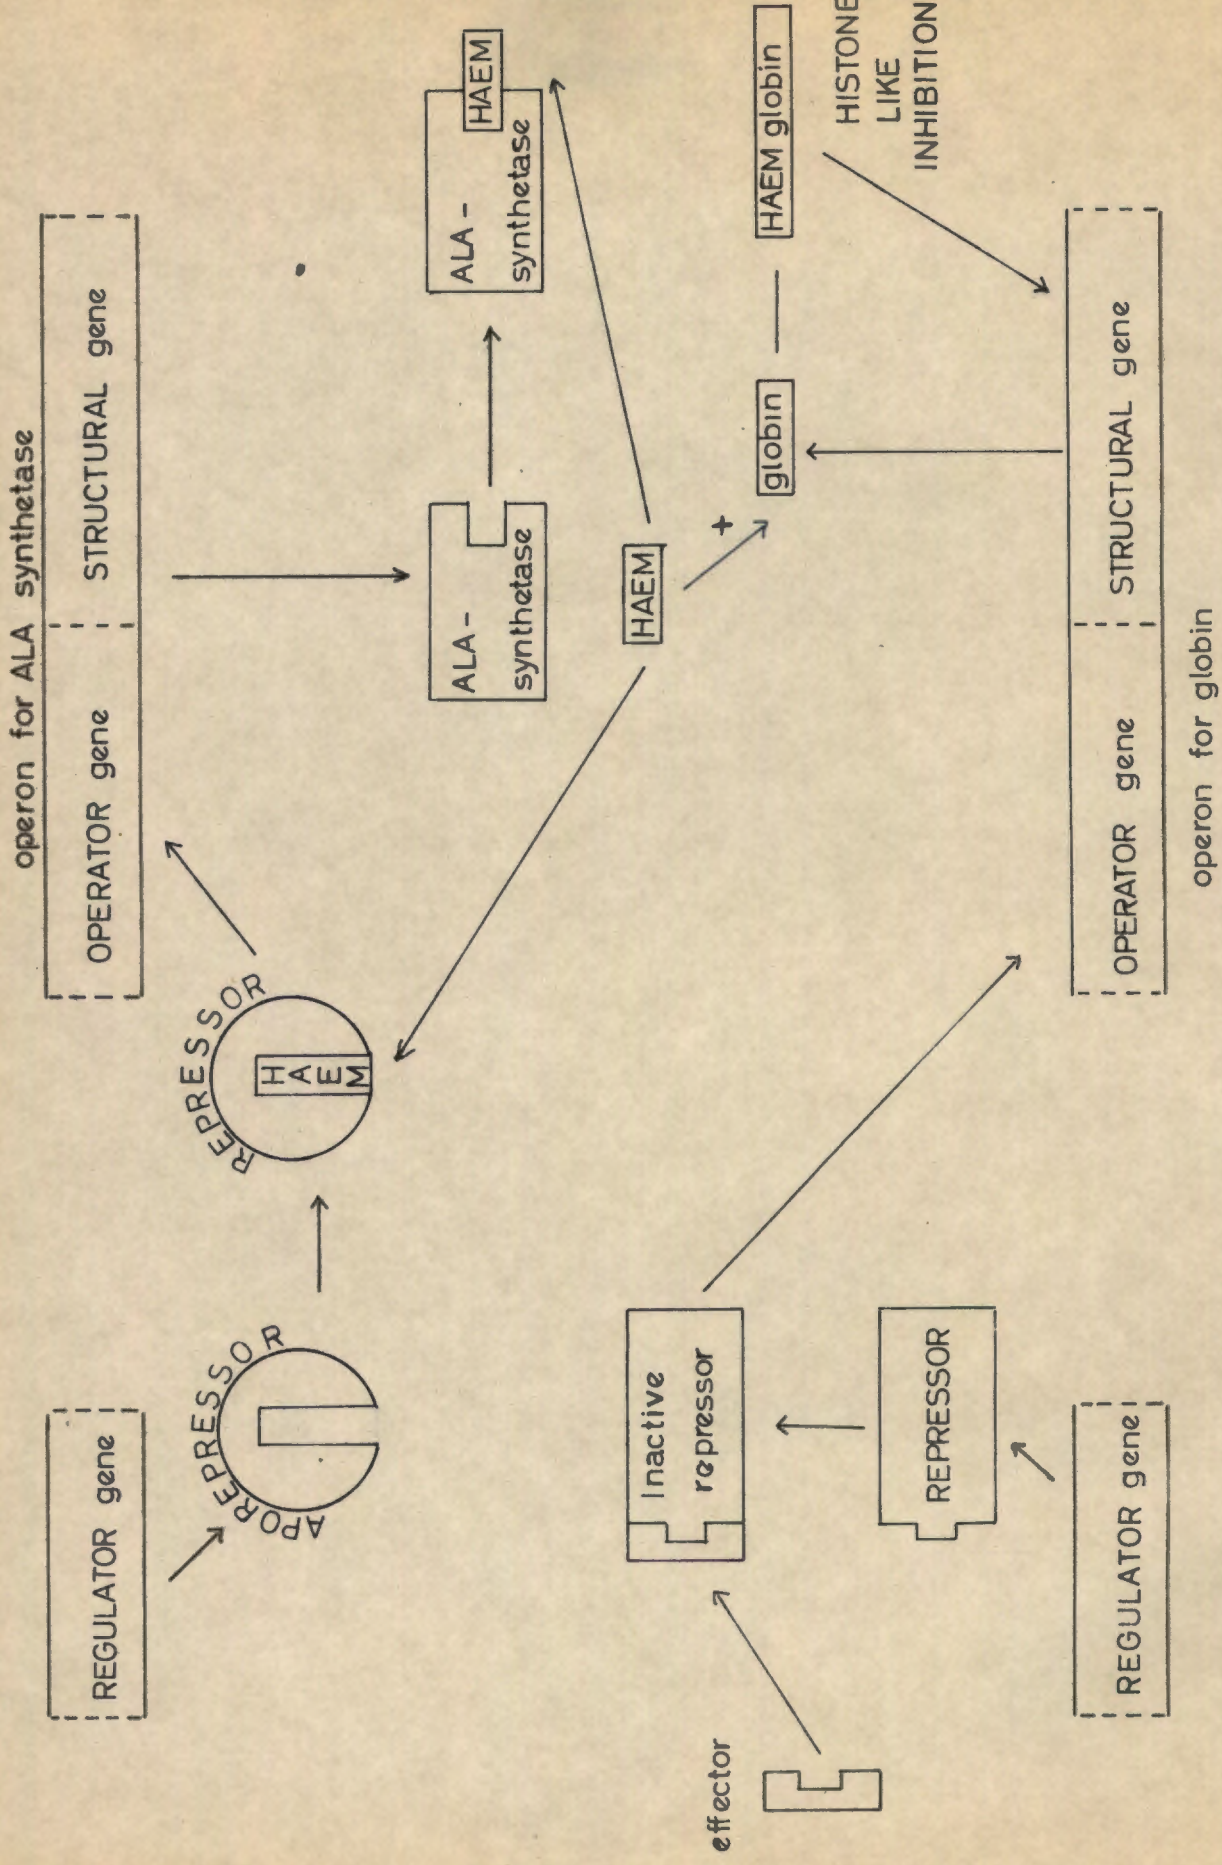 operon for ALA synthetase
REGULATOR gene
OPERATOR gene
STRUCTURAL gene
APOREPRESSOR
REPRESSOR
HAEM
ALA -
synthetase
ALA -
synthetase
HAEM
effector
Inactive
repressor
HAEM
+
globin
HAEM globin
REPRESSOR
HISTONE
LIKE
INHIBITION
REGULATOR gene
OPERATOR gene
STRUCTURAL gene
operon for globin